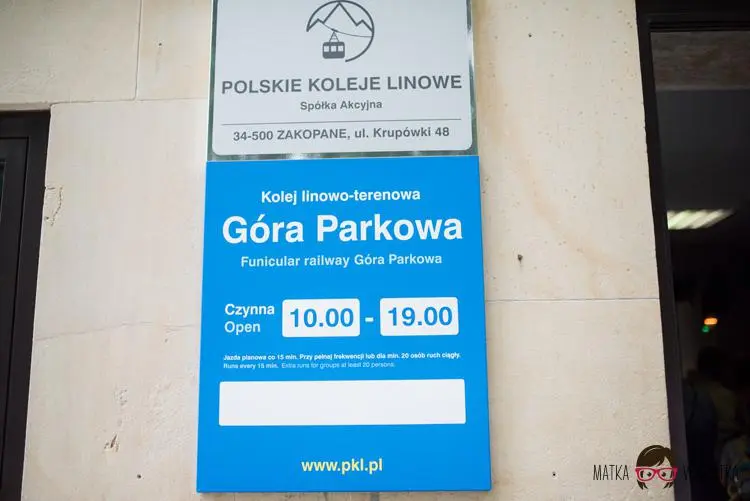 POLSKIE KOLEJE LINOWE
Spółka Akcyjna
34-500 ZAKOPANE, ul. Krupówki 48
Kolej linowo-terenowa
Góra Parkowa
Funicular railway Góra Parkowa
Czynna
Open
10.00 - 19.00
Jazda planowa co 15 min. Przy pełnej frekwencji lub dla min. 20 osób ruch ciągły.
Runs every 15 min. Extra runs for groups at least 20 persons.
www.pkl.pl
MATKA